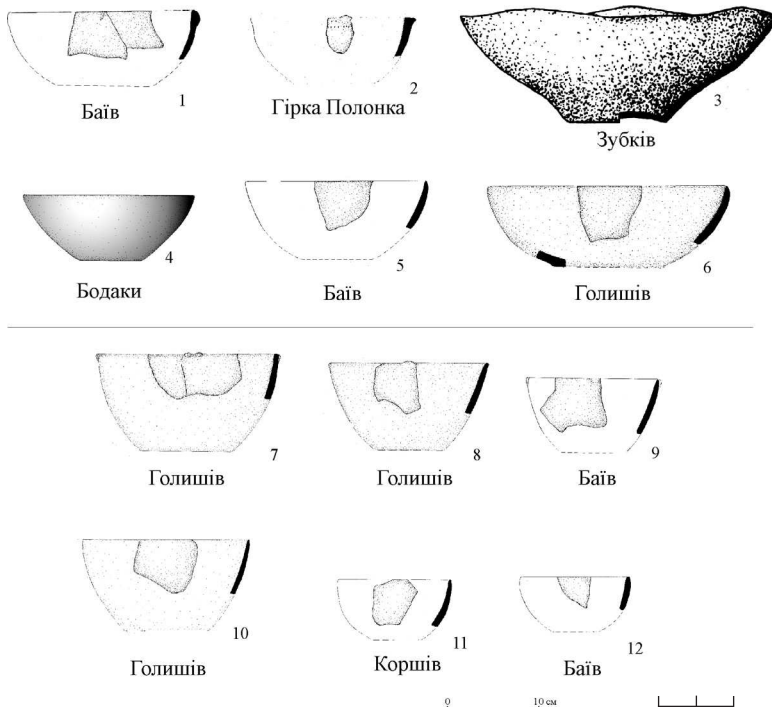 1
Баїв
2
Гірка Полонка
3
Зубків
4
Бодаки
5
Баїв
6
Голишів
7
Голишів
8
Голишів
9
Баїв
10
Голишів
11
Коршів
12
Баїв
0 10 см